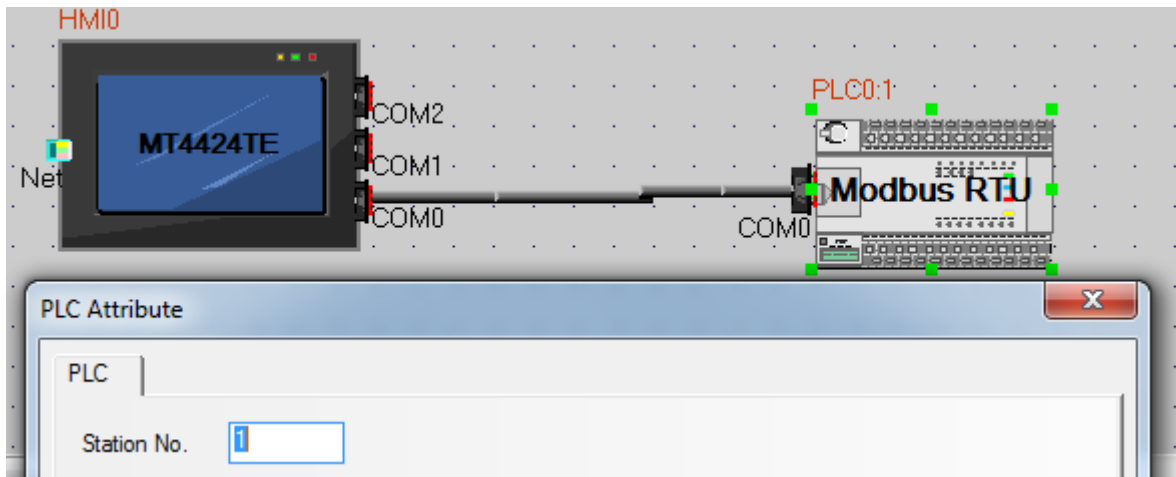 HMI0
PLC0:1
COM2
MT4424TE
COM1
Net
Modbus RTU
COM0
COM0
PLC Attribute
PLC
Station No. 1